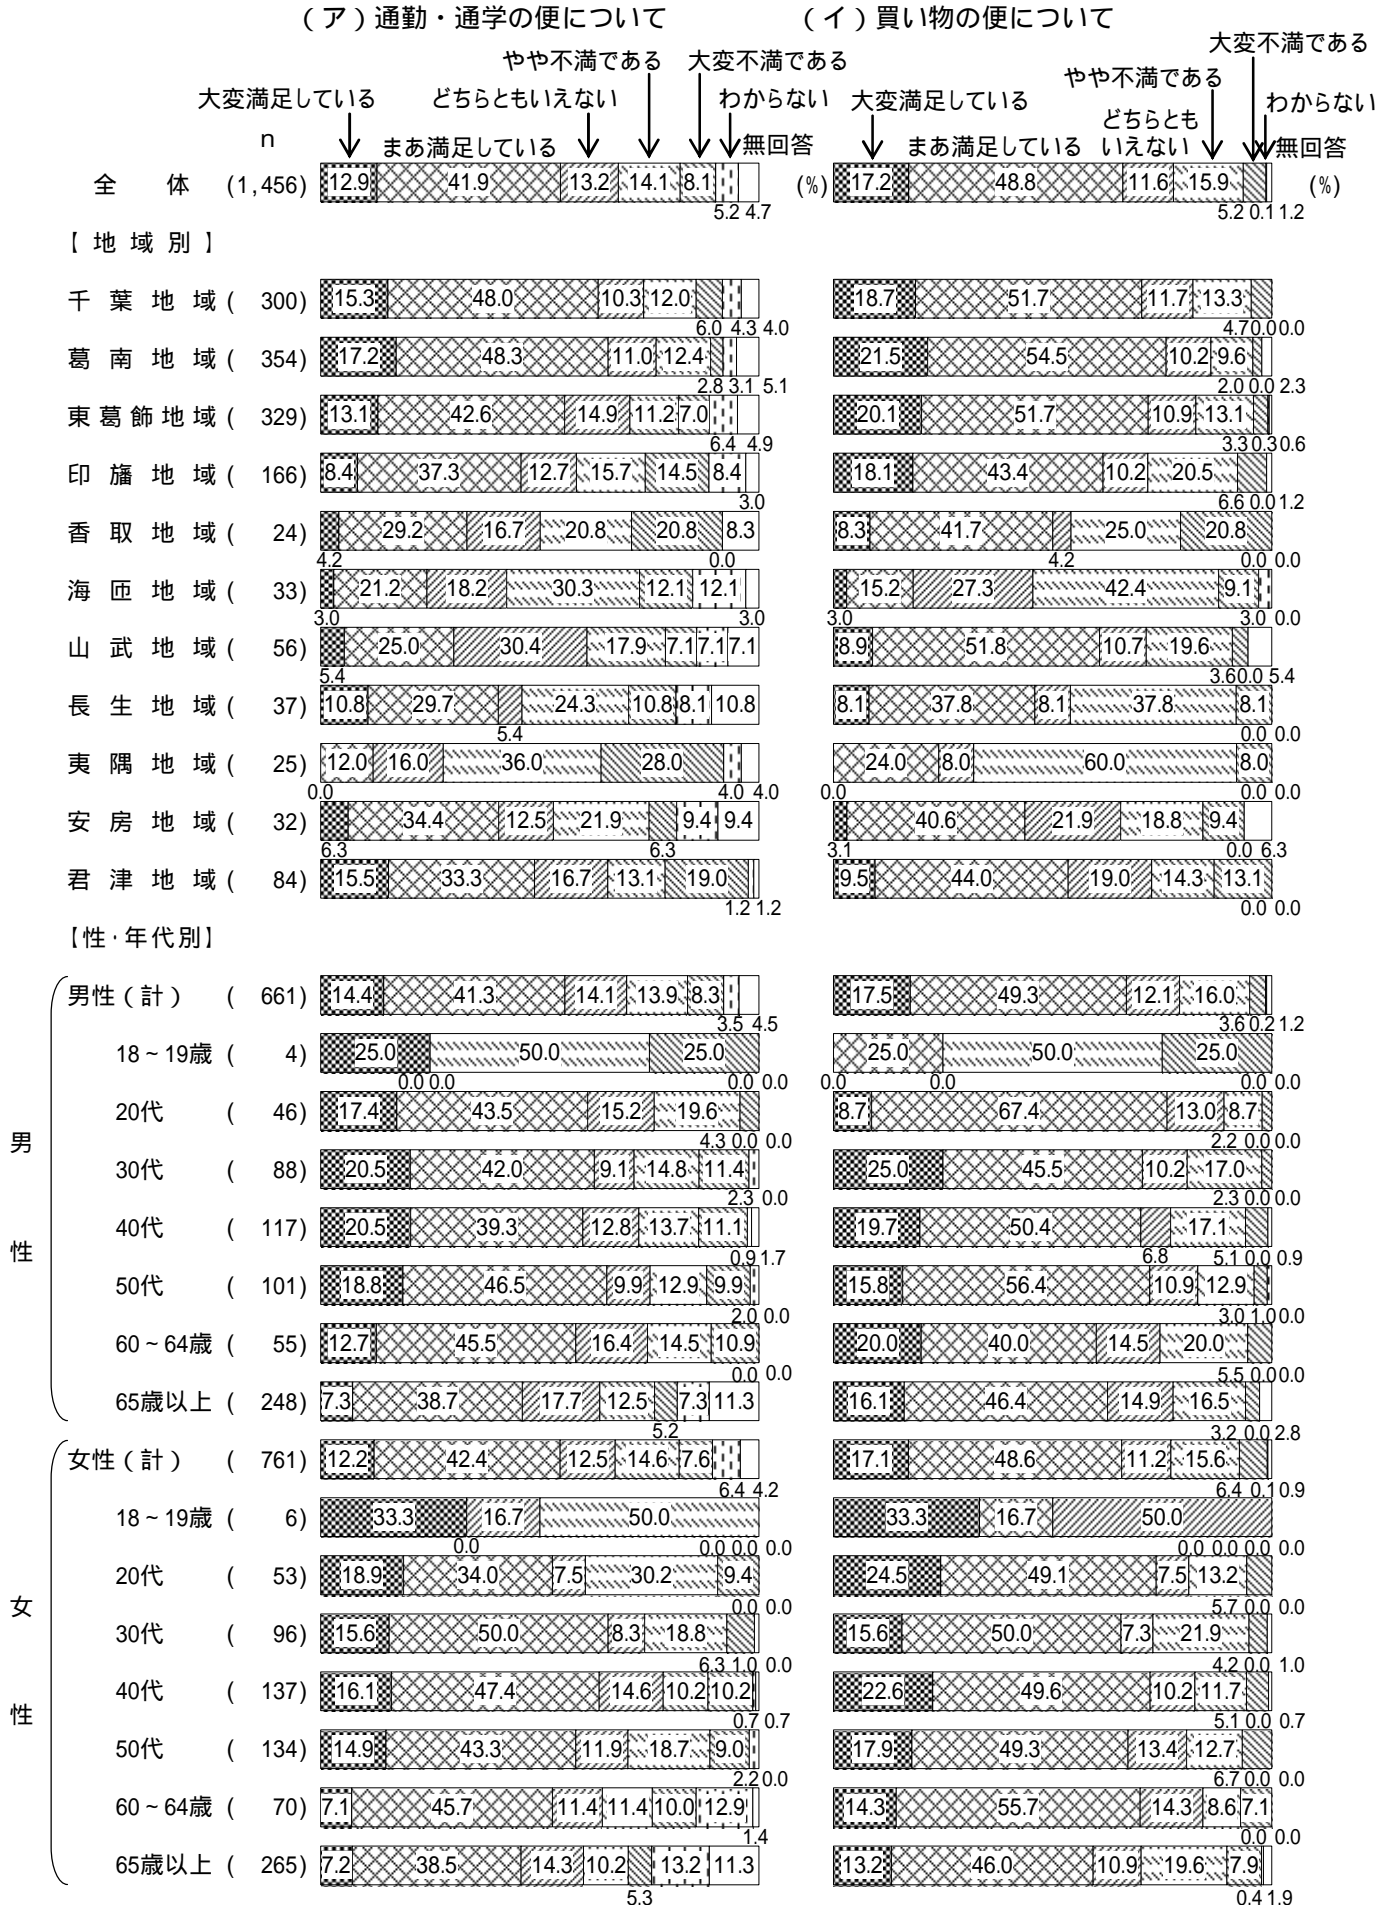 (ア)通勤・通学の便について (イ)買い物の便について
大変不満である
やや不満である 大変不満である
やや不満である
大変満足している どちらともいえない わからない 大変満足している わからない
どちらとも
n まあ満足している 無回答 まあ満足している いえない 無回答
全 体 (1,456) 12.9 41.9 13.2 14.1 8.1 (%) 17.2 48.8 11.6 15.9 (%)
5.2 4.7 5.2 0.1 1.2
【地域別】
千葉地域( 300) 15.3 48.0 10.3 12.0 18.7 51.7 11.7 13.3
6.0 4.3 4.0 4.7 0.0 0.0
葛南地域( 354) 17.2 48.3 11.0 12.4 21.5 54.5 10.2 9.6
2.8 3.1 5.1 2.0 0.0 2.3
東葛飾地域( 329) 13.1 42.6 14.9 11.2 7.0 20.1 51.7 10.9 13.1
6.4 4.9 3.3 0.3 0.6
印旛地域( 166) 8.4 37.3 12.7 15.7 14.5 8.4 18.1 43.4 10.2 20.5
3.0 6.6 0.0 1.2
香取地域( 24) 29.2 16.7 20.8 20.8 8.3 8.3 41.7 25.0 20.8
4.2 0.0 4.2 0.0 0.0
海匝地域( 33) 21.2 18.2 30.3 12.1 12.1 15.2 27.3 42.4 9.1
3.0 3.0 3.0 3.0 0.0
山武地域( 56) 25.0 30.4 17.9 7.1 7.1 7.1 8.9 51.8 10.7 19.6
5.4 3.6 0.0 5.4
長生地域( 37) 10.8 29.7 24.3 10.8 8.1 10.8 8.1 37.8 8.1 37.8 8.1
5.4 0.0 0.0
夷隅地域( 25) 12.0 16.0 36.0 28.0 24.0 8.0 60.0 8.0
0.0 4.0 4.0 0.0 0.0 0.0
安房地域( 32) 34.4 12.5 21.9 9.4 9.4 40.6 21.9 18.8 9.4
6.3 6.3 3.1 0.0 6.3
君津地域( 84) 15.5 33.3 16.7 13.1 19.0 9.5 44.0 19.0 14.3 13.1
1.2 1.2 0.0 0.0
【性・年代別】
男性(計) ( 661) 14.4 41.3 14.1 13.9 8.3 17.5 49.3 12.1 16.0
3.5 4.5 3.6 0.2 1.2
18~19歳( 4) 25.0 50.0 25.0 25.0 50.0 25.0
0.0 0.0 0.0 0.0 0.0 0.0 0.0 0.0
20代 ( 46) 17.4 43.5 15.2 19.6 8.7 67.4 13.0 8.7
4.3 0.0 0.0 2.2 0.0 0.0
男
30代 ( 88) 20.5 42.0 9.1 14.8 11.4 25.0 45.5 10.2 17.0
2.3 0.0 2.3 0.0 0.0
40代 ( 117) 20.5 39.3 12.8 13.7 11.1 19.7 50.4 17.1
性
0.9 1.7 6.8 5.1 0.0 0.9
50代 ( 101) 18.8 46.5 9.9 12.9 9.9 15.8 56.4 10.9 12.9
2.0 0.0 3.0 1.0 0.0
60~64歳( 55) 12.7 45.5 16.4 14.5 10.9 20.0 40.0 14.5 20.0
0.0 0.0 5.5 0.0 0.0
65歳以上( 248) 7.3 38.7 17.7 12.5 7.3 11.3 16.1 46.4 14.9 16.5
5.2 3.2 0.0 2.8
女性(計) ( 761) 12.2 42.4 12.5 14.6 7.6 17.1 48.6 11.2 15.6
6.4 4.2 6.4 0.1 0.9
18~19歳( 6) 33.3 16.7 50.0 33.3 16.7 50.0
0.0 0.0 0.0 0.0 0.0 0.0 0.0 0.0
20代 ( 53) 18.9 34.0 7.5 30.2 9.4 24.5 49.1 7.5 13.2
0.0 0.0 5.7 0.0 0.0
女
30代 ( 96) 15.6 50.0 8.3 18.8 15.6 50.0 7.3 21.9
6.3 1.0 0.0 4.2 0.0 1.0
40代 ( 137) 16.1 47.4 14.6 10.2 10.2 22.6 49.6 10.2 11.7
性
0.7 0.7 5.1 0.0 0.7
50代 ( 134) 14.9 43.3 11.9 18.7 9.0 17.9 49.3 13.4 12.7
2.2 0.0 6.7 0.0 0.0
60~64歳( 70) 7.1 45.7 11.4 11.4 10.0 12.9 14.3 55.7 14.3 8.6 7.1
1.4 0.0 0.0
65歳以上( 265) 7.2 38.5 14.3 10.2 13.2 11.3 13.2 46.0 10.9 19.6 7.9
5.3 0.4 1.9